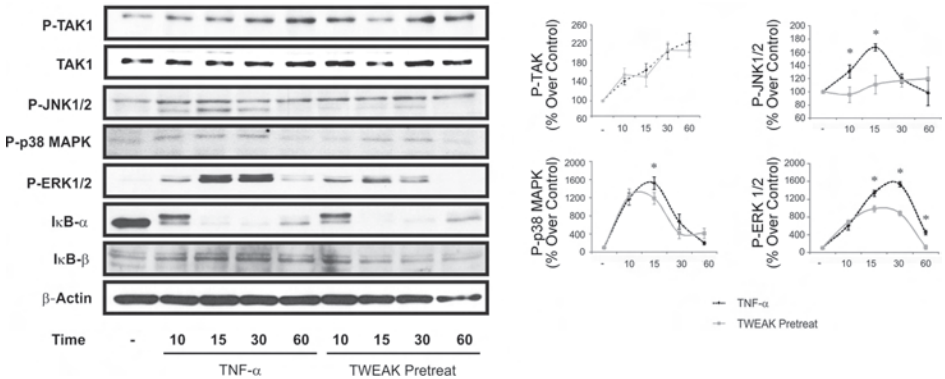 P-TAK1
TAK1
P-JNK1/2
P-p38 MAPK
P-ERK1/2
IκB-α
IκB-β
β-Actin
Time - 10 15 30 60 10 15 30 60
TNF-α TWEAK Pretreat
P-TAK
(% Over Control)
260
220
180
140
100
60
- 10 15 30 60
P-JNK1/2
(% Over Control)
200
180
160
140
120
100
80
60
* *
- 10 15 30 60
P-p38 MAPK
(% Over Control)
2000
1600
1200
800
400
0
*
- 10 15 30 60
P-ERK 1/2
(% Over Control)
2000
1600
1200
800
400
0
* * *
- 10 15 30 60
TNF-α
TWEAK Pretreat